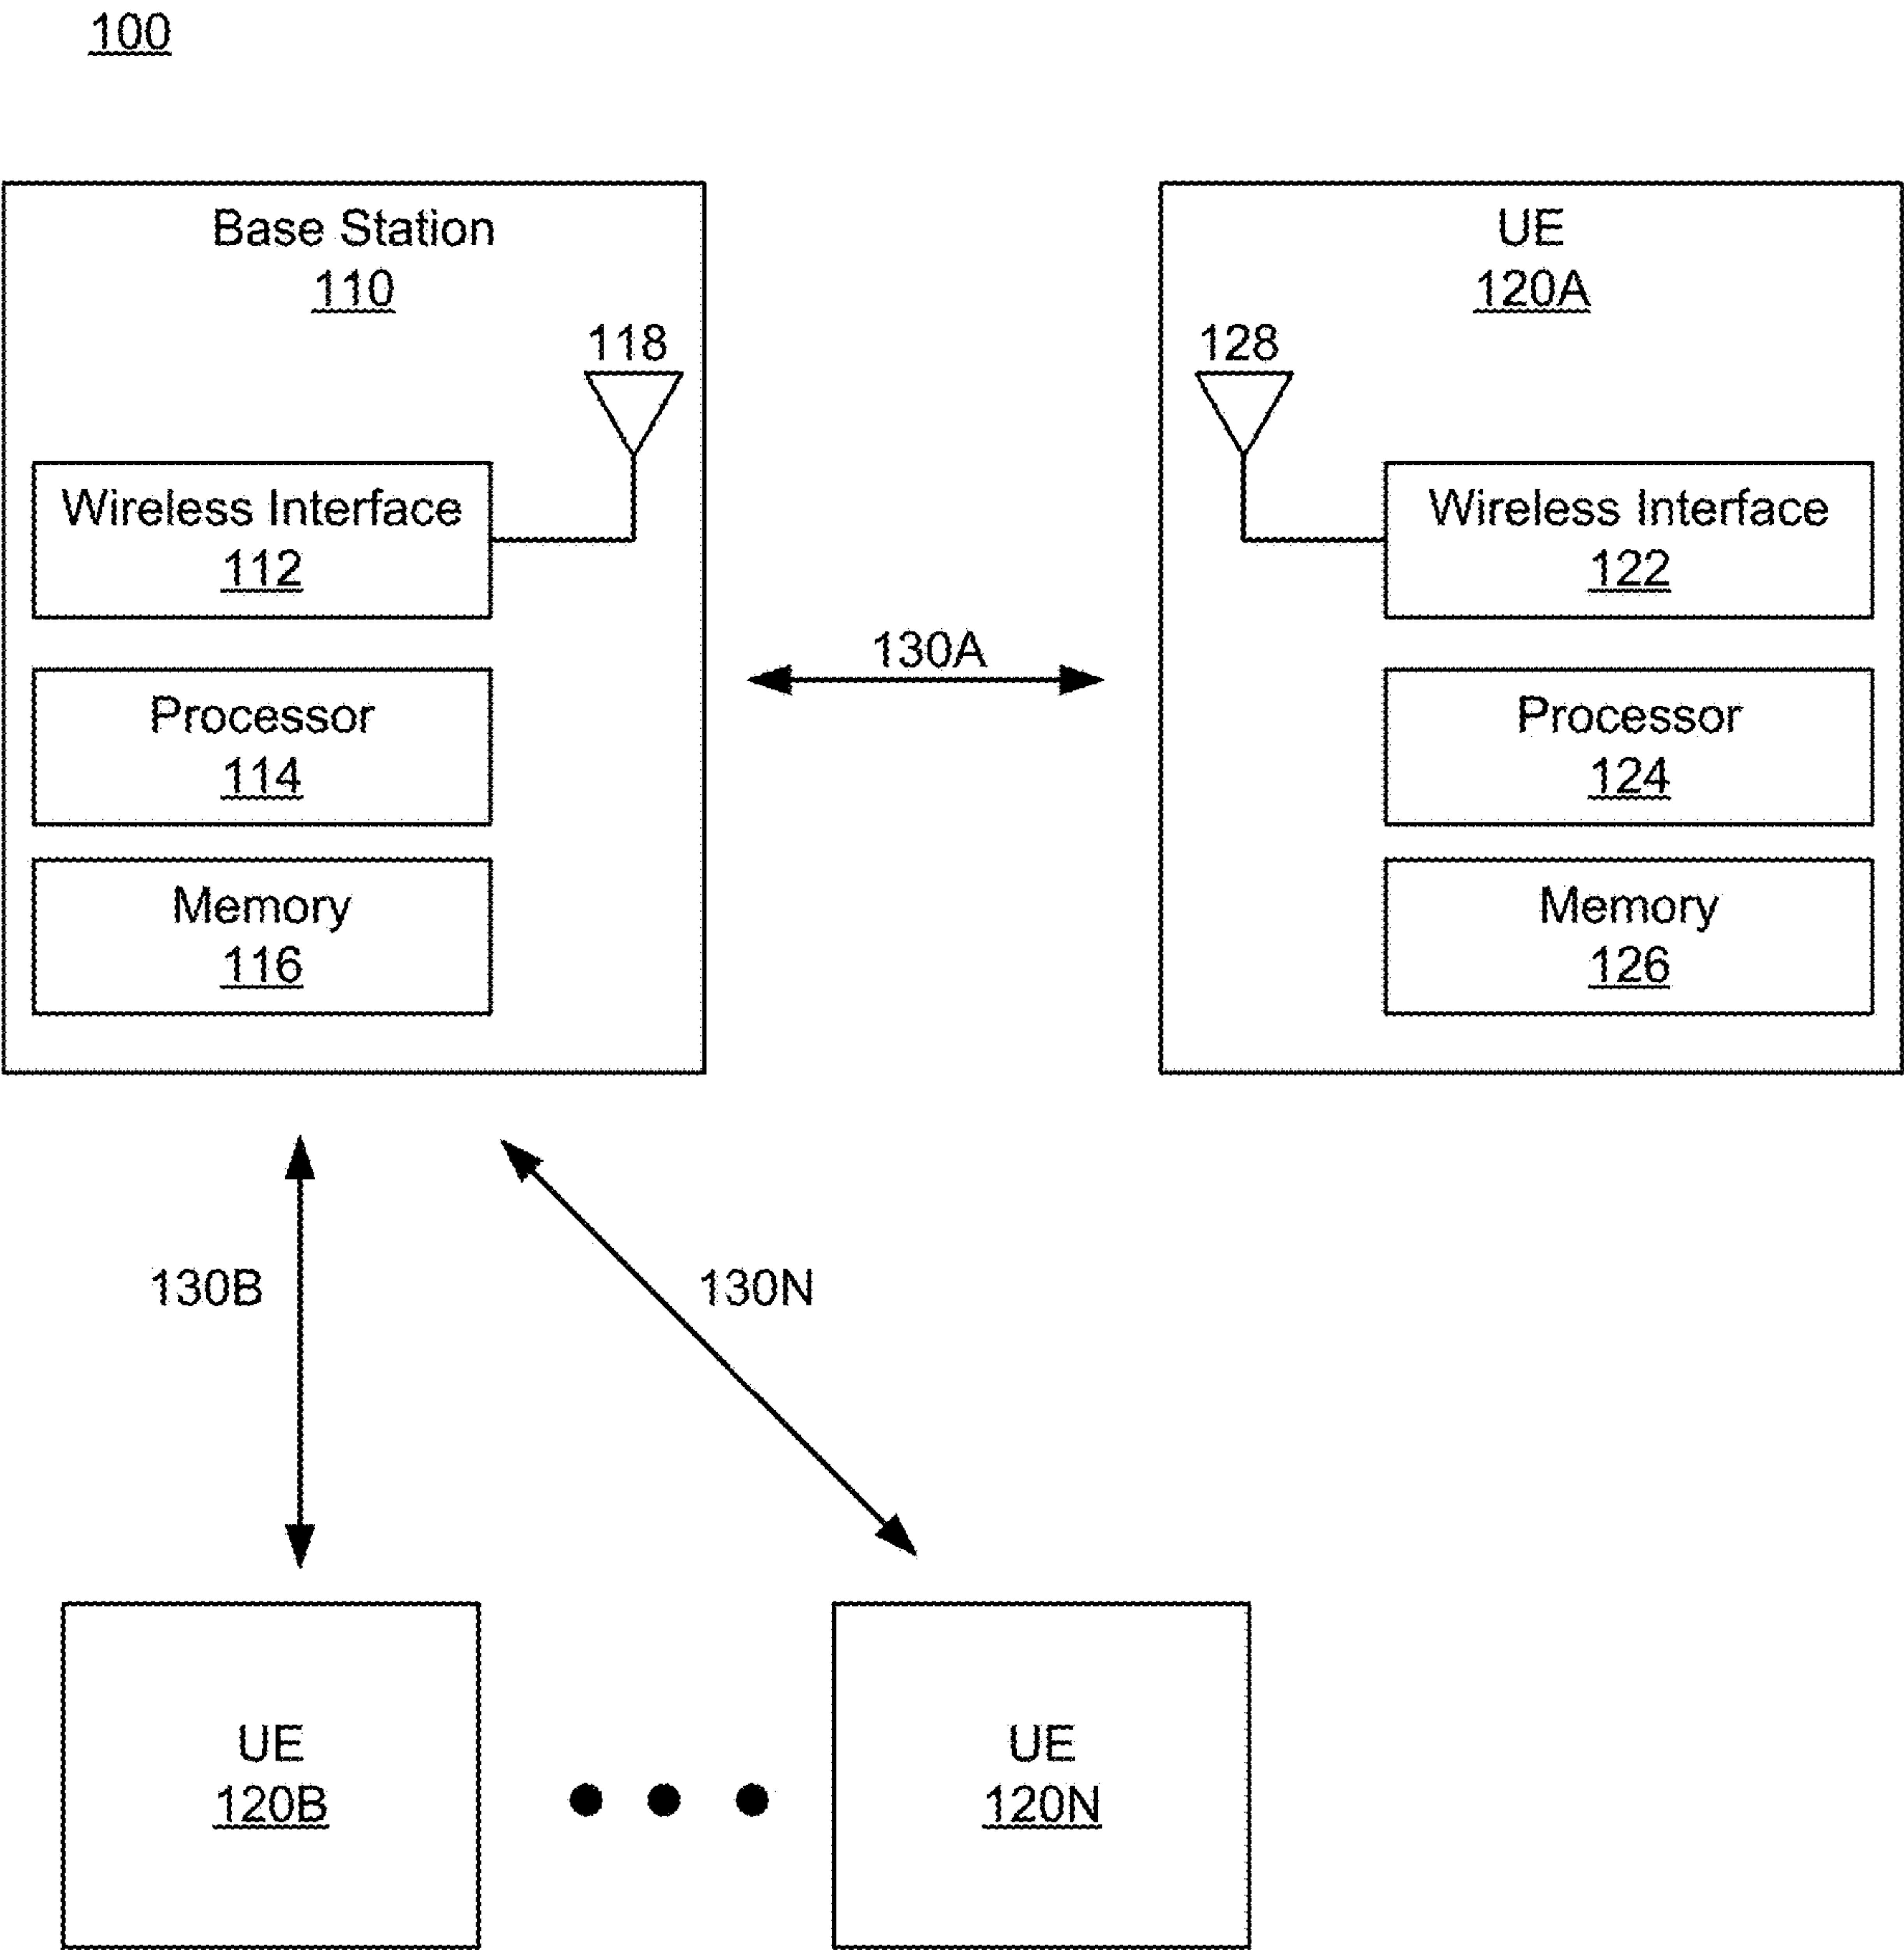 100
Base Station
110
118
Wireless Interface
112
Processor
114
Memory
116
UE
120A
128
Wireless Interface
122
Processor
124
Memory
126
130A
130B
130N
UE
120B
UE
120N